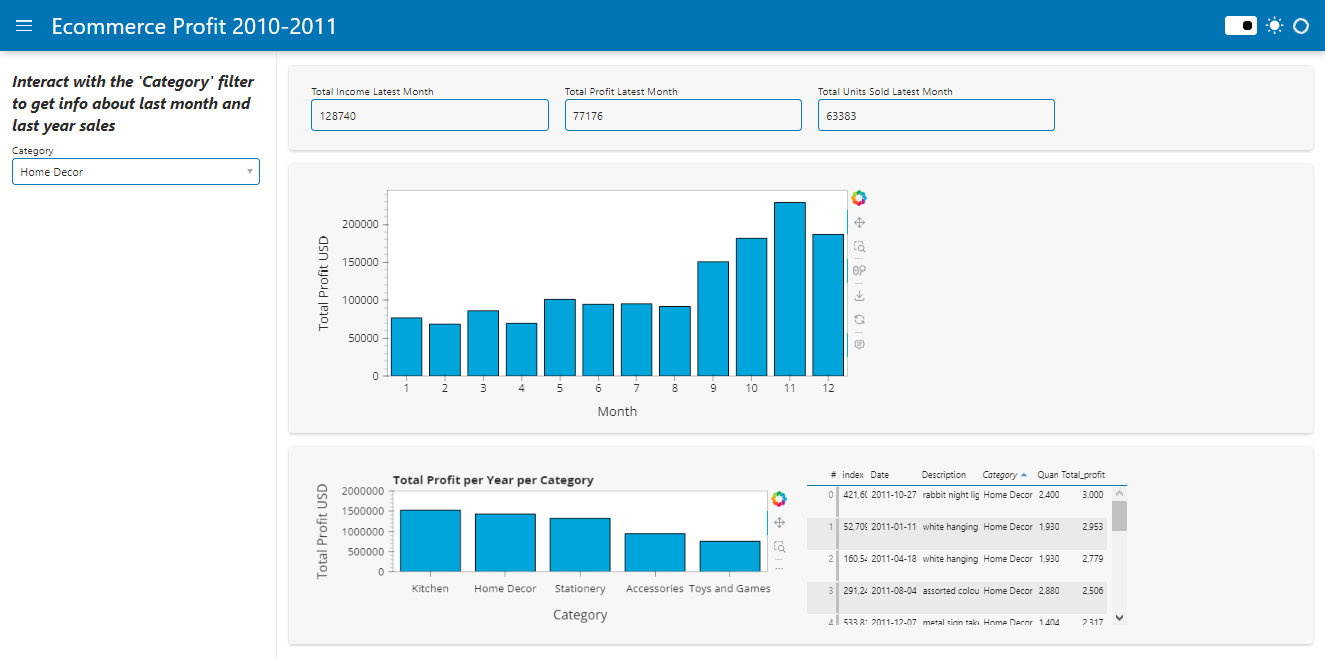 Ecommerce Profit 2010-2011
Interact with the 'Category' filter
to get info about last month and
last year sales
Category
Home Decor
Total Income Latest Month
128740
Total Profit Latest Month
77176
Total Units Sold Latest Month
63383
Total Profit USD
200000
150000
100000
50000
0
1 2 3 4 5 6 7 8 9 10 11 12
Month
Total Profit per Year per Category
Total Profit USD
2000000
1500000
1000000
500000
0
Kitchen Home Decor Stationery Accessories Toys and Games
Category
# index Date Description Category Quan Total_profit
0 421,6 2011-10-27 rabbit night lig Home Decor 2,400 3,000
1 52,70 2011-01-11 white hanging Home Decor 1,930 2,953
2 160,5 2011-04-18 white hanging Home Decor 1,930 2,779
3 291,2 2011-08-04 assorted colou Home Decor 2,880 2,506
4 533,8 2011-12-07 metal sign tak Home Decor 1,404 2,317